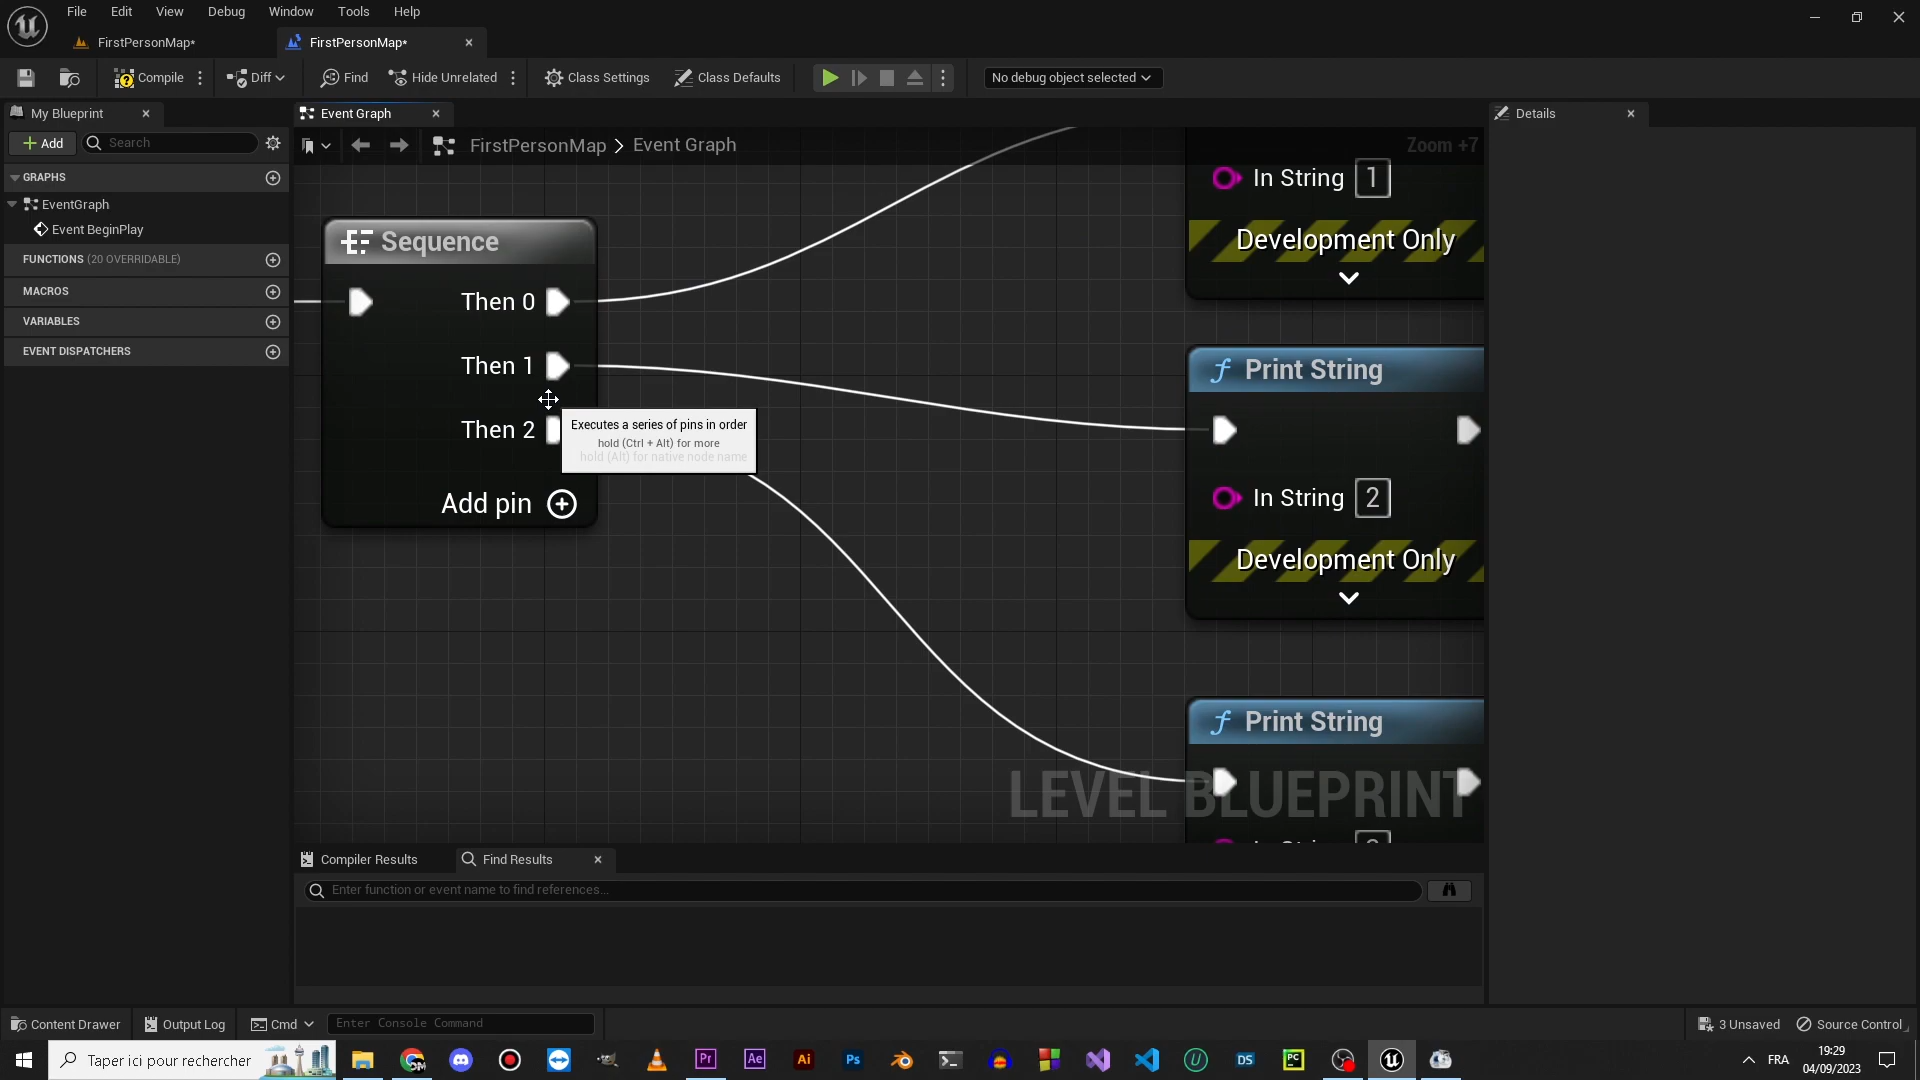 File Edit View Debug Window Tools Help
FirstPersonMap* FirstPersonMap*
Compile Diff Find Hide Unrelated Class Settings Class Defaults No debug object selected
My Blueprint Event Graph Details
Add Search FirstPersonMap > Event Graph Zoom +7
GRAPHS
EventGraph
Event BeginPlay
FUNCTIONS (20 OVERRIDABLE)
MACROS
VARIABLES
EVENT DISPATCHERS
Sequence
Then 0
Then 1
Then 2
Add pin
Executes a series of pins in order
hold (Ctrl + Alt) for more
hold (Alt) for native node name
In String 1
Development Only
Print String
In String 2
Development Only
Print String
LEVEL BLUEPRINT
Compiler Results Find Results
Enter function or event name to find references...
Content Drawer Output Log Cmd Enter Console Command 3 Unsaved Source Control
Taper ici pour rechercher Pr Ae Ai Ps DS PC FRA 19:29
04/09/2023